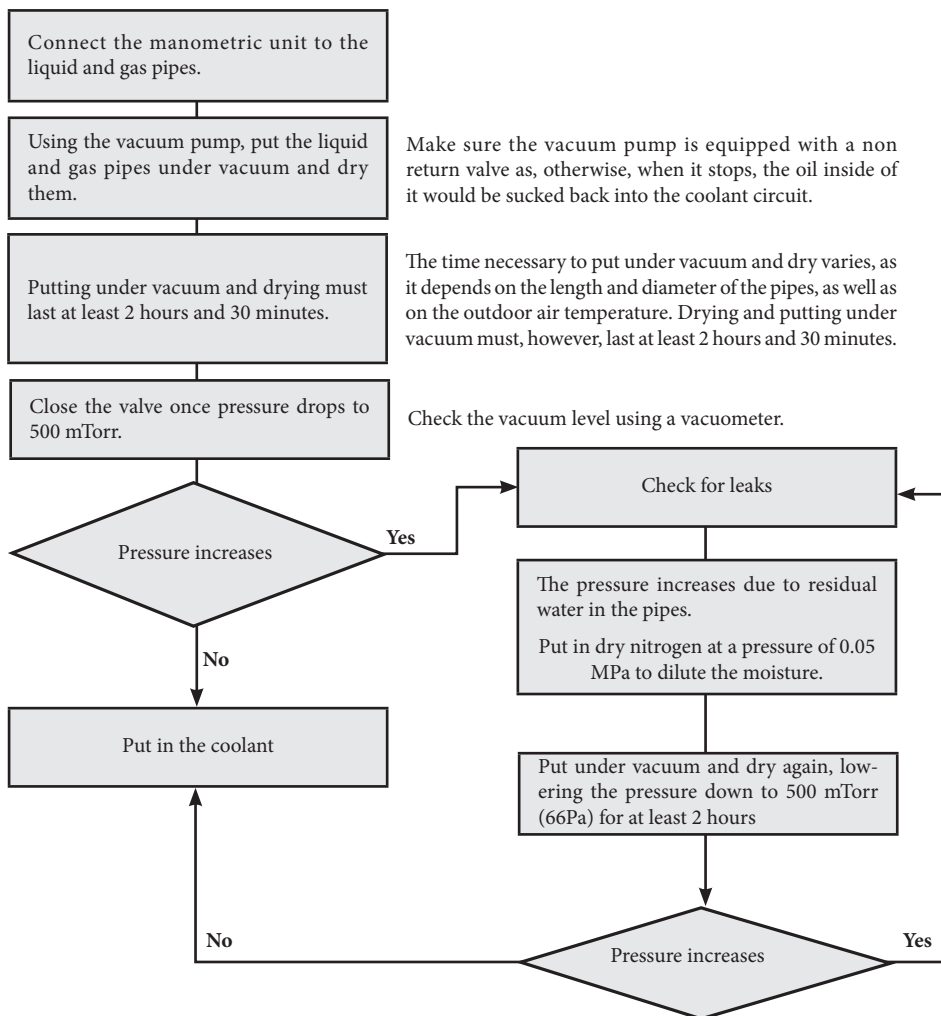 Connect the manometric unit to the
liquid and gas pipes.
Using the vacuum pump, put the liquid
and gas pipes under vacuum and dry
them.
Make sure the vacuum pump is equipped with a non
return valve as, otherwise, when it stops, the oil inside of
it would be sucked back into the coolant circuit.
Putting under vacuum and drying must
last at least 2 hours and 30 minutes.
The time necessary to put under vacuum and dry varies, as
it depends on the length and diameter of the pipes, as well as
on the outdoor air temperature. Drying and putting under
vacuum must, however, last at least 2 hours and 30 minutes.
Close the valve once pressure drops to
500 mTorr.
Check the vacuum level using a vacuometer.
Pressure increases
Yes
No
Put in the coolant
Check for leaks
The pressure increases due to residual
water in the pipes.
Put in dry nitrogen at a pressure of 0.05
MPa to dilute the moisture.
Put under vacuum and dry again, low-
ering the pressure down to 500 mTorr
(66Pa) for at least 2 hours
Pressure increases
No
Yes